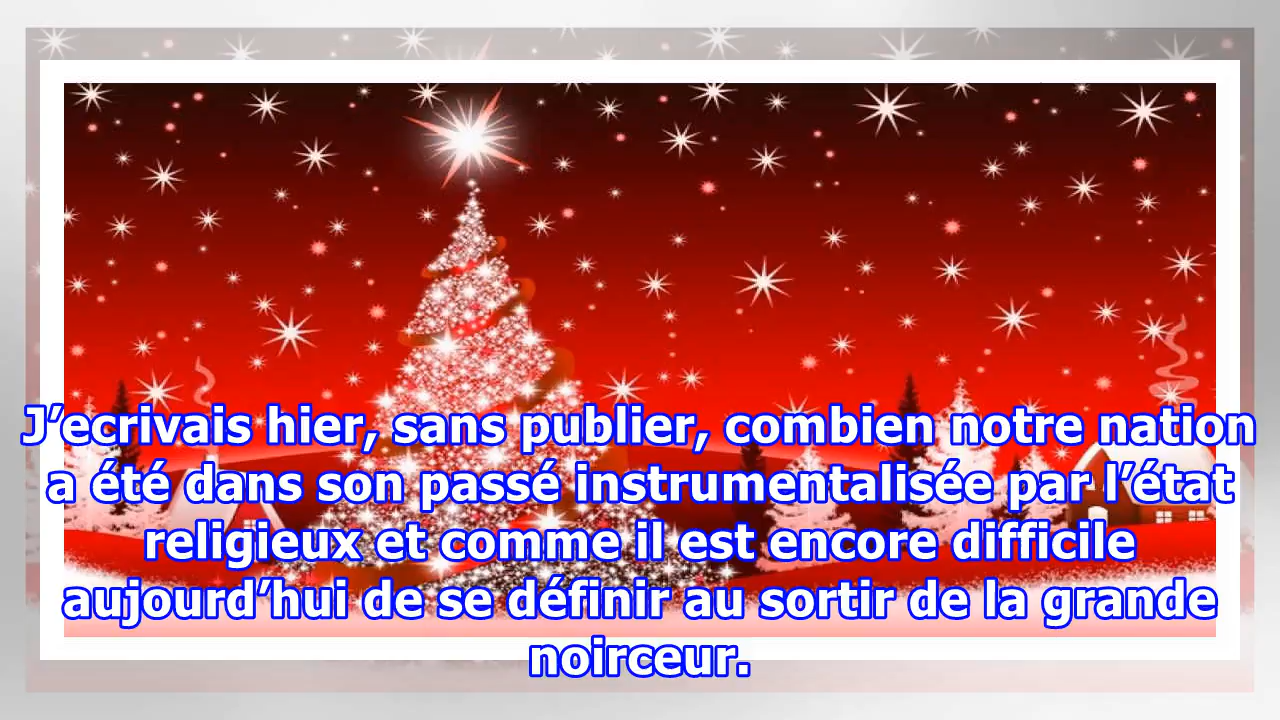 J’ecrivais hier, sans publier, combien notre nation
a été dans son passé instrumentalisée par l’état
religieux et comme il est encore difficile
aujourd’hui de se définir au sortir de la grande
noirceur.